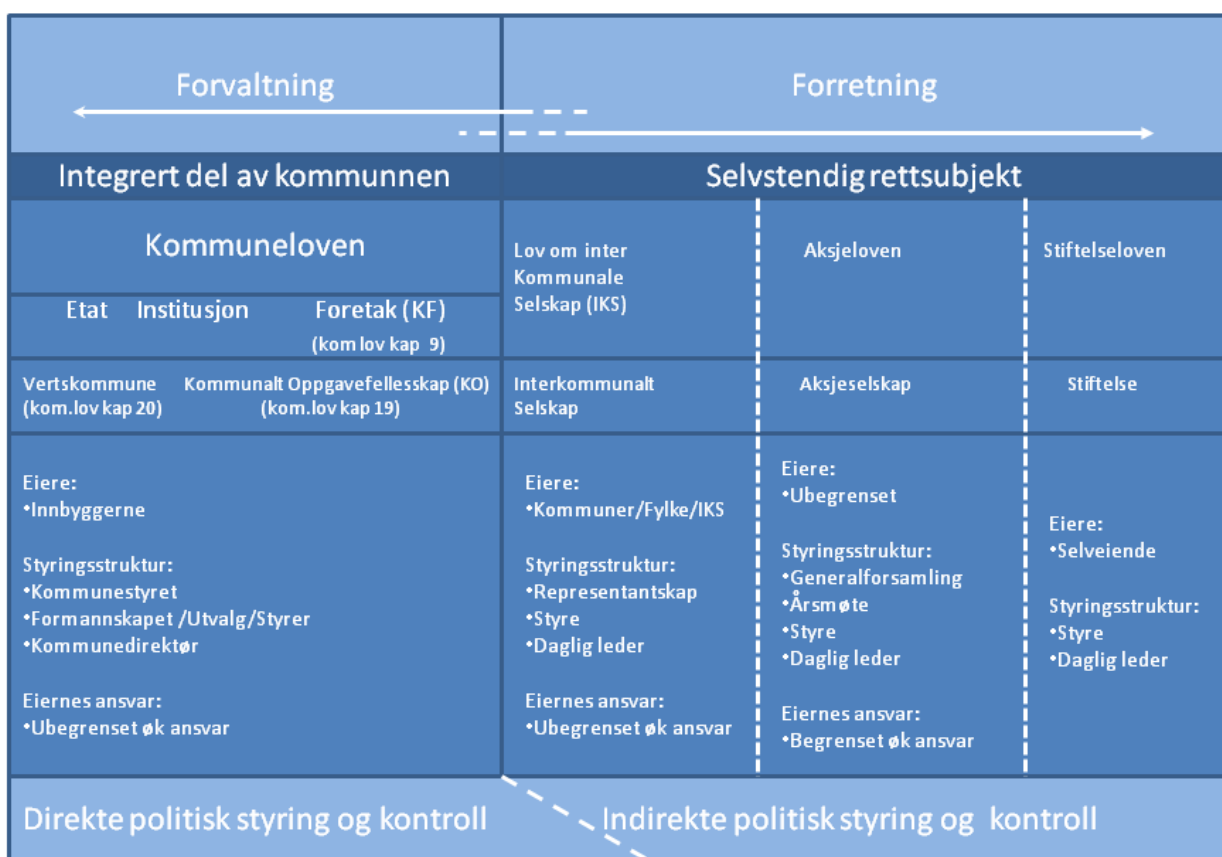 Forvaltning
Forretning
Integrert del av kommunnen
Selvstendig rettsubjekt
Kommuneloven
Etat Institusjon Foretak (KF)
(kom lov kap 9)
Lov om inter
Kommunale
Selskap (IKS)
Aksjeloven
Stiftelseloven
Vertskommune
(kom.lov kap 20)
Kommunalt Oppgavefellesskap (KO)
(kom.lov kap 19)
Interkommunalt
Selskap
Aksjeselskap
Stiftelse
Eiere:
•Innbyggerne
Styringsstruktur:
•Kommunestyret
•Formannskapet /Utvalg/Styrer
•Kommunedirektør
Eiernes ansvar:
•Ubegrenset øk ansvar
Eiere:
•Kommuner/Fylke/IKS
Styringsstruktur:
•Representantskap
•Styre
•Daglig leder
Eiernes ansvar:
•Ubegrenset øk ansvar
Eiere:
•Ubegrenset
Styringsstruktur:
•Generalforsamling
•Årsmøte
•Styre
•Daglig leder
Eiernes ansvar:
•Begrenset øk ansvar
Eiere:
•Selveiende
Styringsstruktur:
•Styre
•Daglig leder
Direkte politisk styring og kontroll
Indirekte politisk styring og kontroll